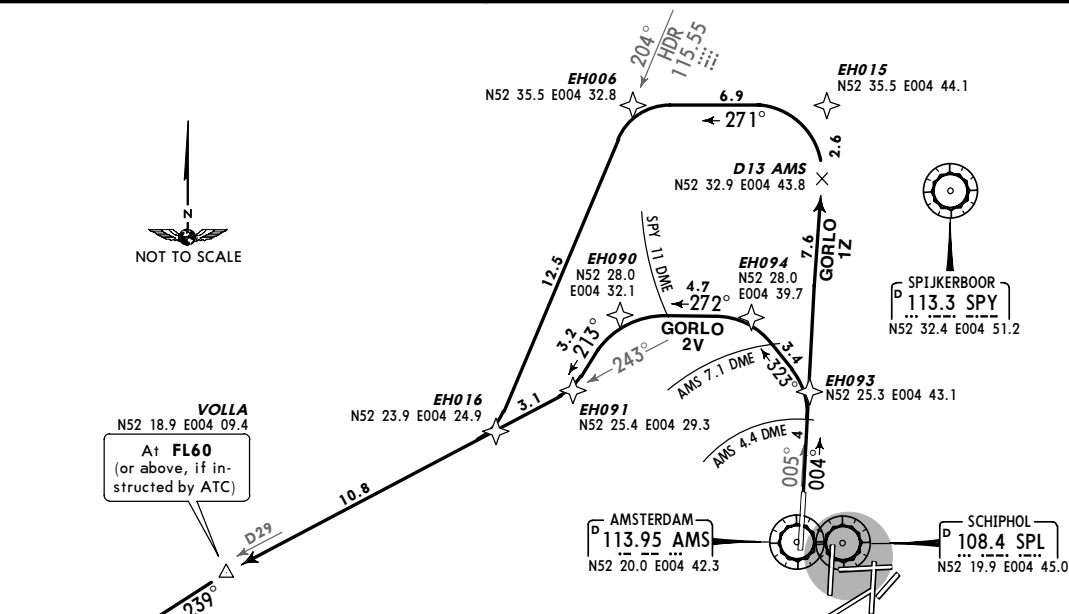 204°
HDR
115.55
EH006
N52 35.5 E004 32.8
6.9
271°
EH015
N52 35.5 E004 44.1
2.6
D13 AMS
N52 32.9 E004 43.8
N
NOT TO SCALE
12.5
SPY 11 DME
7.6
GORLO
1Z
EH090
N52 28.0
E004 32.1
4.7
272°
EH094
N52 28.0
E004 39.7
SPIJKERBOOR
D 113.3 SPY
N52 32.4 E004 51.2
GORLO
2V
3.2
213°
243°
3.4
323°
AMS 7.1 DME
EH093
N52 25.3 E004 43.1
EH016
N52 23.9 E004 24.9
3.1
EH091
N52 25.4 E004 29.3
AMS 4.4 DME
4
005°
004°
VOLLA
N52 18.9 E004 09.4
At FL60
(or above, if in-
structed by ATC)
10.8
D29
AMSTERDAM
D 113.95 AMS
N52 20.0 E004 42.3
SCHIPHOL
D 108.4 SPL
N52 19.9 E004 45.0
239°